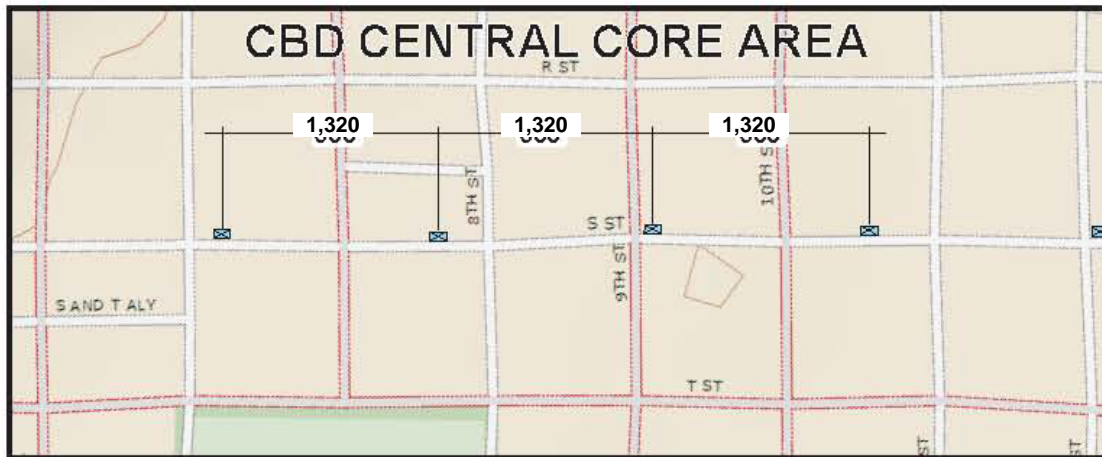 CBD CENTRAL CORE AREA
R ST
1,320 1,320 1,320
8TH ST
10TH S
S ST
9TH ST
S AND T ALY
T ST
ST
ST